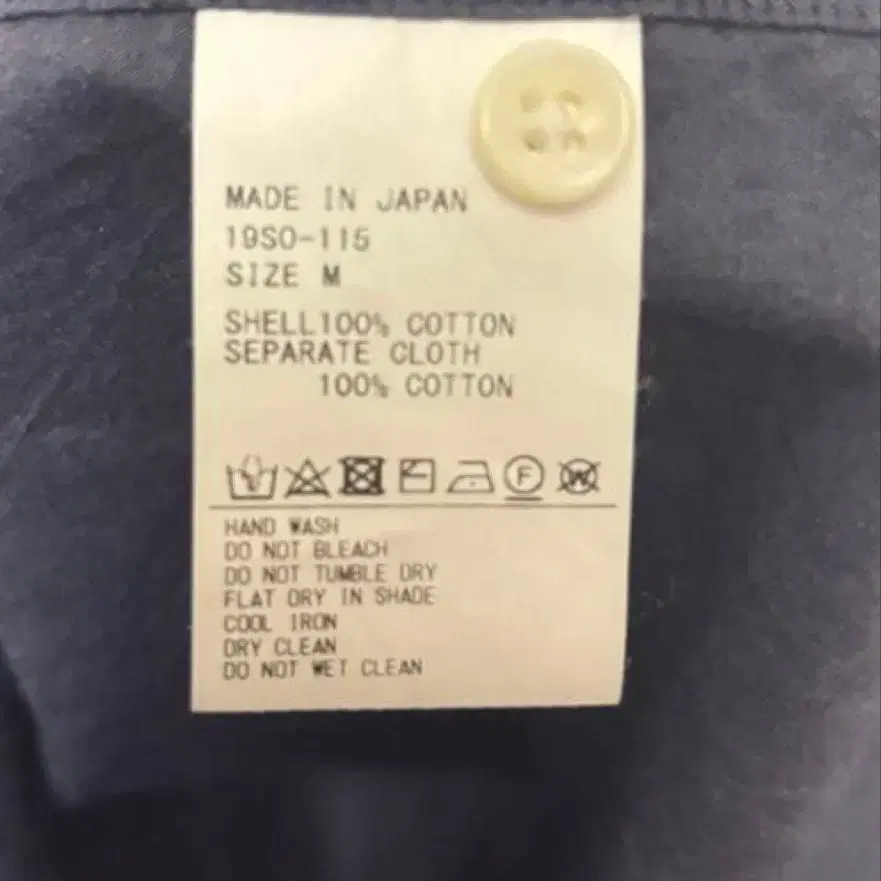 MADE IN JAPAN
19SO-115
SIZE M
SHELL100% COTTON
SEPARATE CLOTH
100% COTTON
F W
HAND WASH
DO NOT BLEACH
DO NOT TUMBLE DRY
FLAT DRY IN SHADE
COOL IRON
DRY CLEAN
DO NOT WET CLEAN